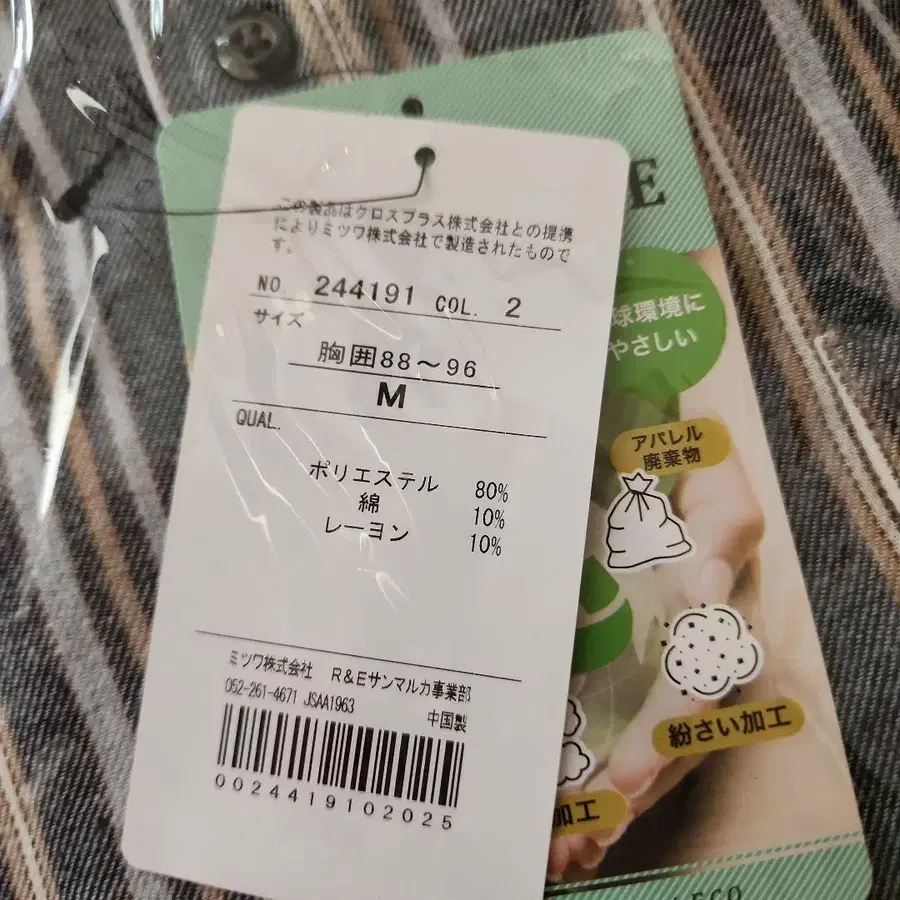 この製品はクロスプラス株式会社との提携
によりミツワ株式会社で製造されたもので
す。
NO. 244191 COL. 2
サイズ
胸囲88〜96
M
QUAL.
ポリエステル 80%
綿 10%
レーヨン 10%
ミツワ株式会社 R&Eサンマルカ事業部
052-261-4671 JSAA1963
中国製
0024419102025
E
球環境に
やさしい
アパレル
廃棄物
紛さい加工
加工
ECO